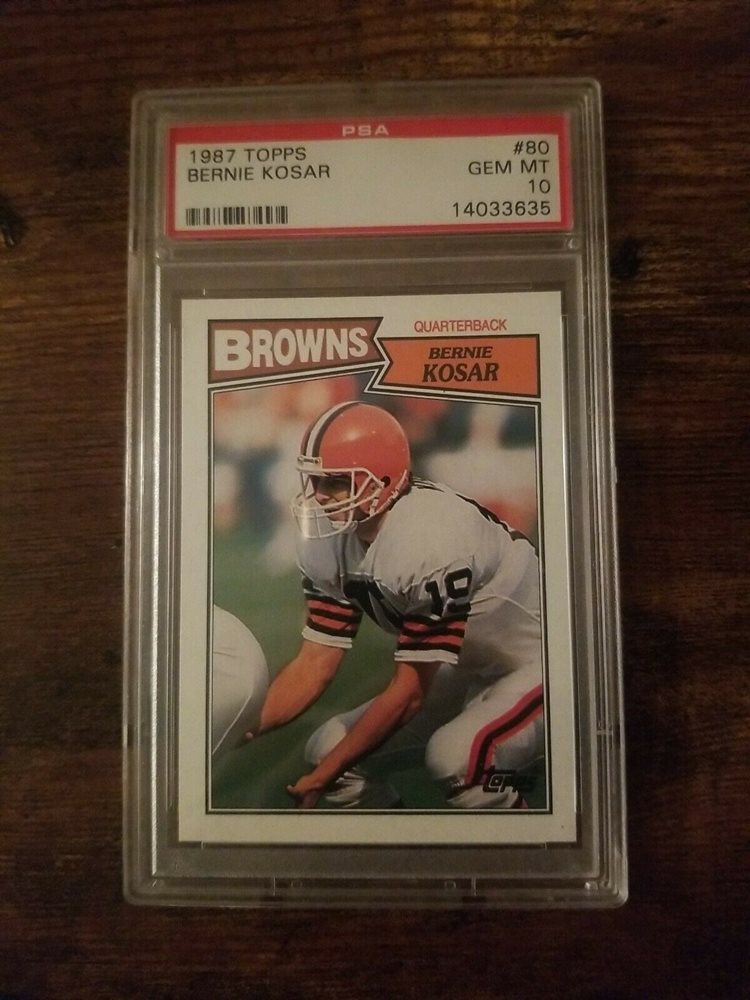 PSA
1987 TOPPS #80
BERNIE KOSAR GEM MT
10
14033635
BROWNS
QUARTERBACK
BERNIE
KOSAR
19
TOPPS